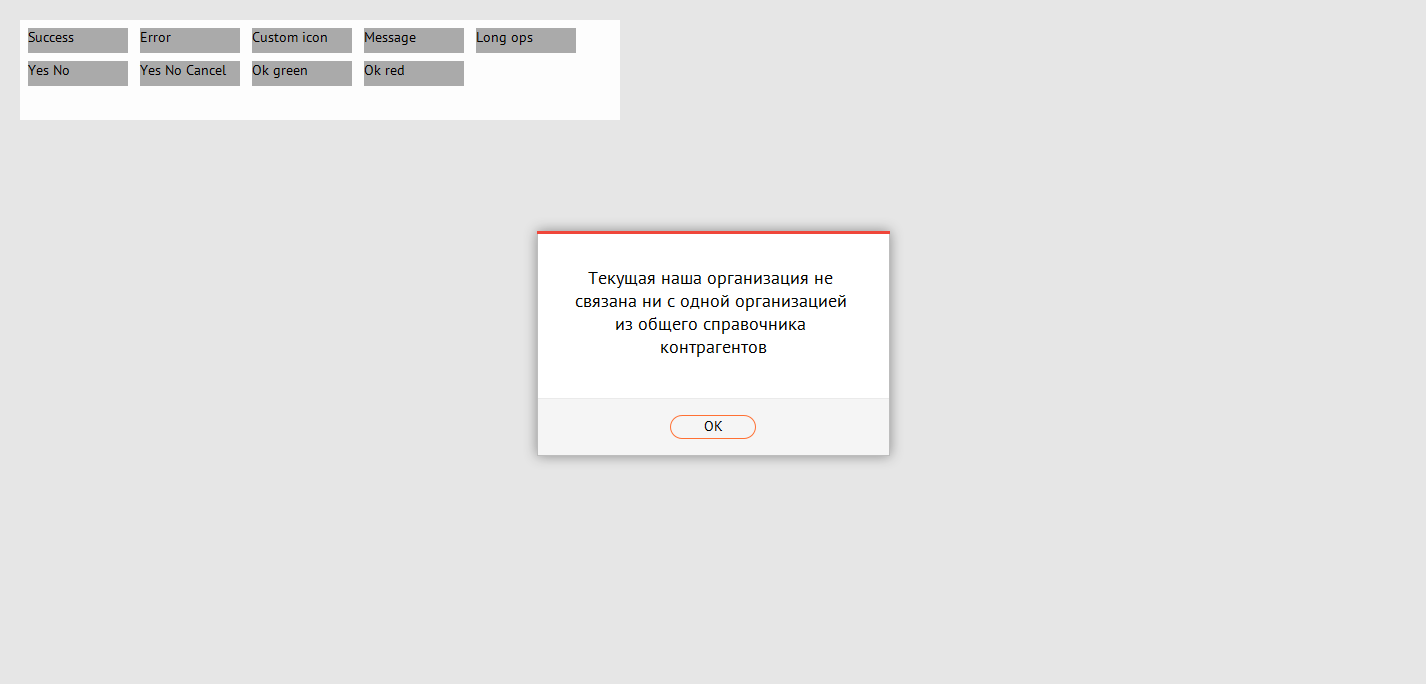 Success Error Custom icon Message Long ops
Yes No Yes No Cancel Ok green Ok red
Текущая наша организация не
связана ни с одной организацией
из общего справочника
контрагентов
OK